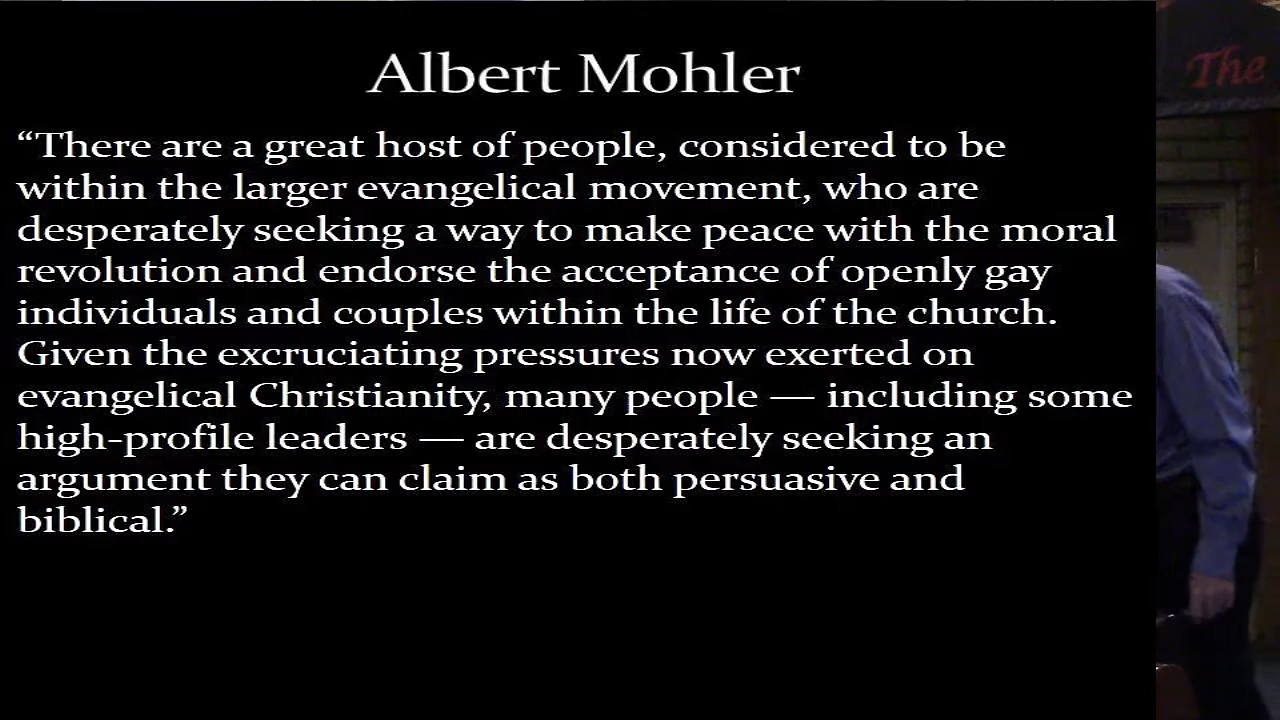 Albert Mohler
“There are a great host of people, considered to be
within the larger evangelical movement, who are
desperately seeking a way to make peace with the moral
revolution and endorse the acceptance of openly gay
individuals and couples within the life of the church.
Given the excruciating pressures now exerted on
evangelical Christianity, many people — including some
high-profile leaders — are desperately seeking an
argument they can claim as both persuasive and
biblical.”
The